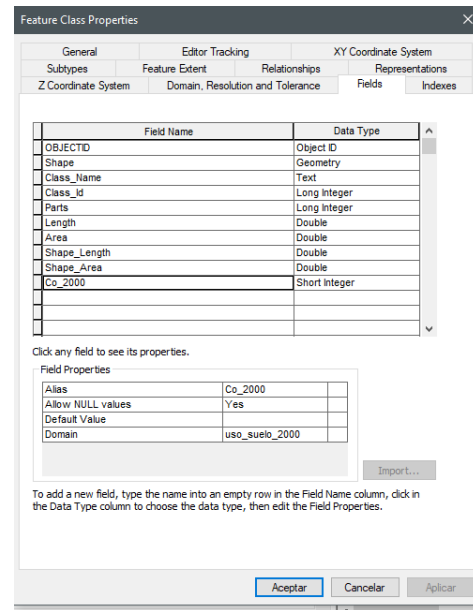 Feature Class Properties
General Editor Tracking XY Coordinate System
Subtypes Feature Extent Relationships Representations
Z Coordinate System Domain, Resolution and Tolerance Fields Indexes
Field Name Data Type
OBJECTID Object ID
Shape Geometry
Class_Name Text
Class_Id Long Integer
Parts Long Integer
Length Double
Area Double
Shape_Length Double
Shape_Area Double
Co_2000 Short Integer
Click any field to see its properties.
Field Properties
Alias Co_2000
Allow NULL values Yes
Default Value
Domain uso_suelo_2000
Import...
To add a new field, type the name into an empty row in the Field Name column, click in
the Data Type column to choose the data type, then edit the Field Properties.
Aceptar Cancelar Aplicar